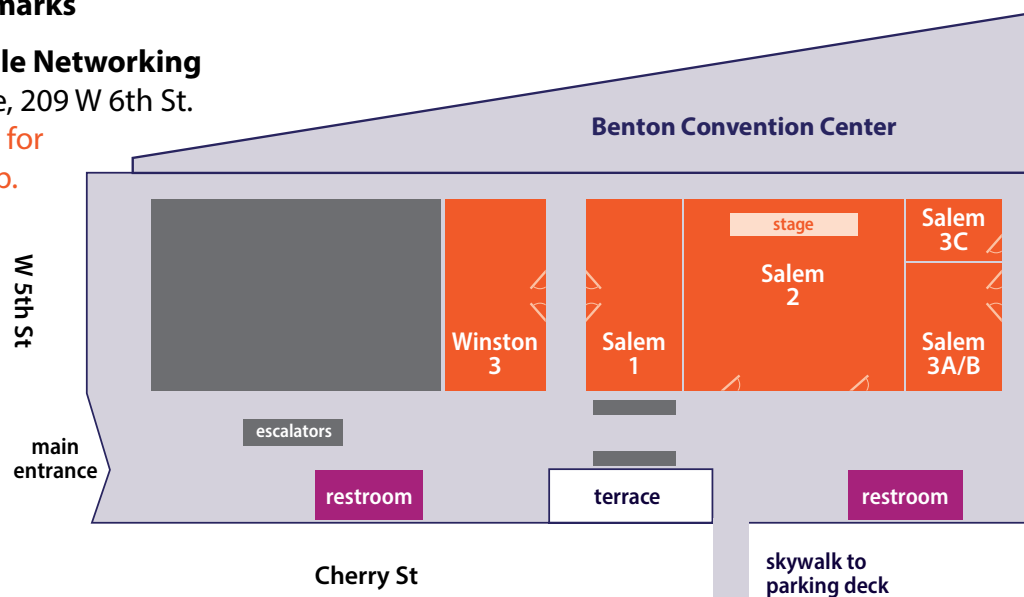 le Networking
, 209 W 6th St.
for
Benton Convention Center
W 5th St
stage
Salem
3C
Salem
2
Winston
3
Salem
1
Salem
3A/B
escalators
main
entrance
restroom
terrace
restroom
Cherry St
skywalk to
parking deck